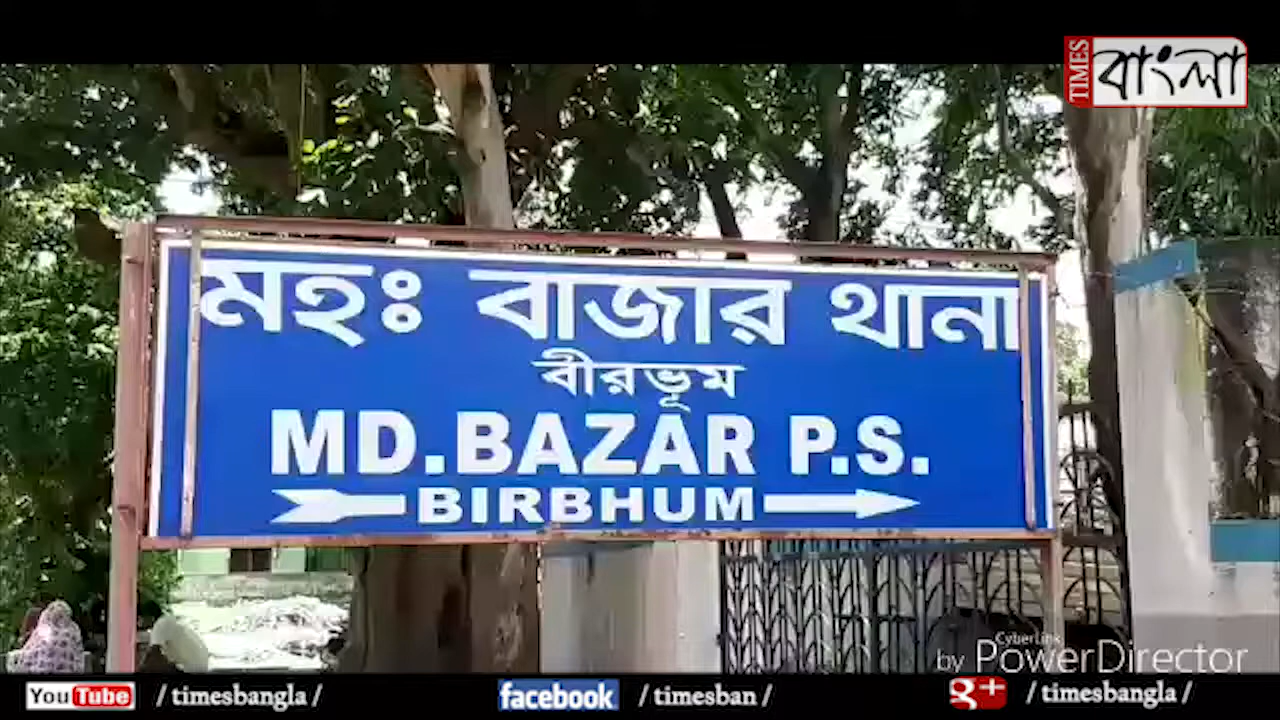 TIMES বাংলা
মহঃ বাজার থানা
বীরভূম
MD.BAZAR P.S.
BIRBHUM
CyberLink
by PowerDirector
YouTube / timesbangla / facebook / timesban / g+ / timesbangla /